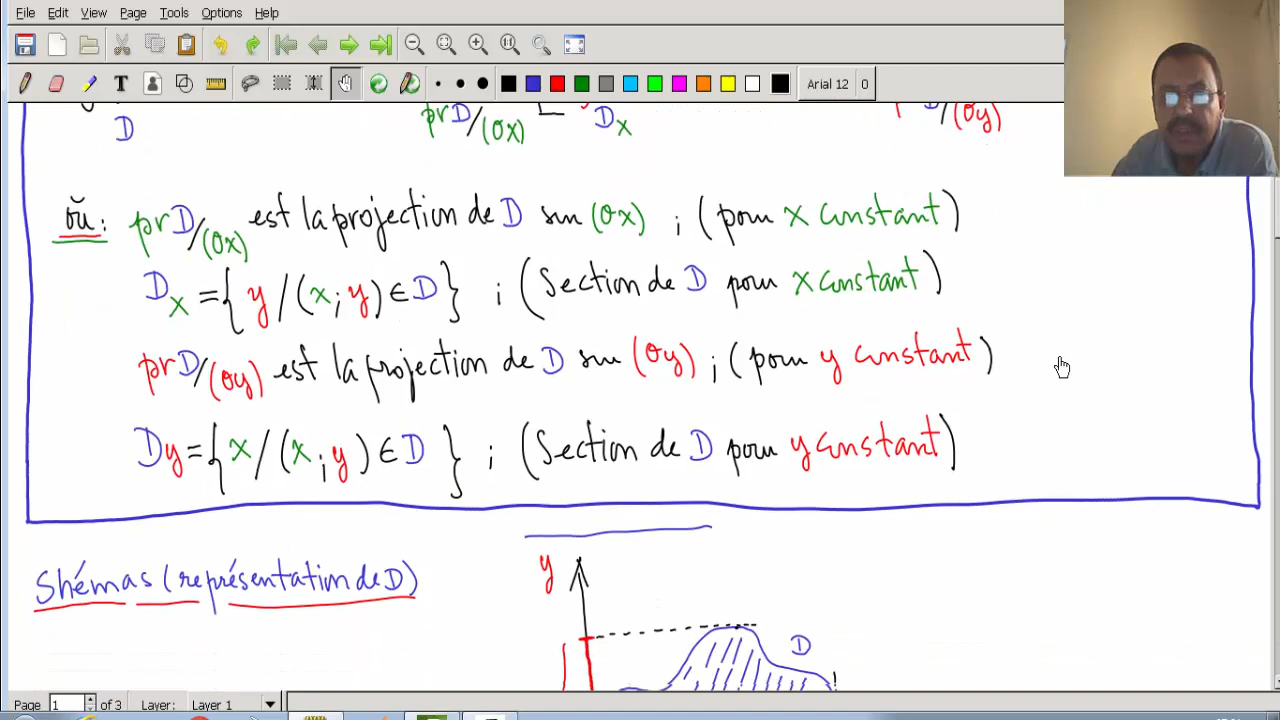 File Edit View Page Tools Options Help
Arial 12 0
D
prD/(Ox)
Dx
/(Oy)
où: prD/(Ox) est la projection de D sur (Ox) ; (pour x constant)
Dx = { y / (x ; y) ∈ D } ; (Section de D pour x constant)
prD/(Oy) est la projection de D sur (Oy) ; (pour y constant)
Dy = { x / (x ; y) ∈ D } ; (Section de D pour y constant)
Shémas (représentation de D)
y
D
Page 1 of 3 Layer: Layer 1